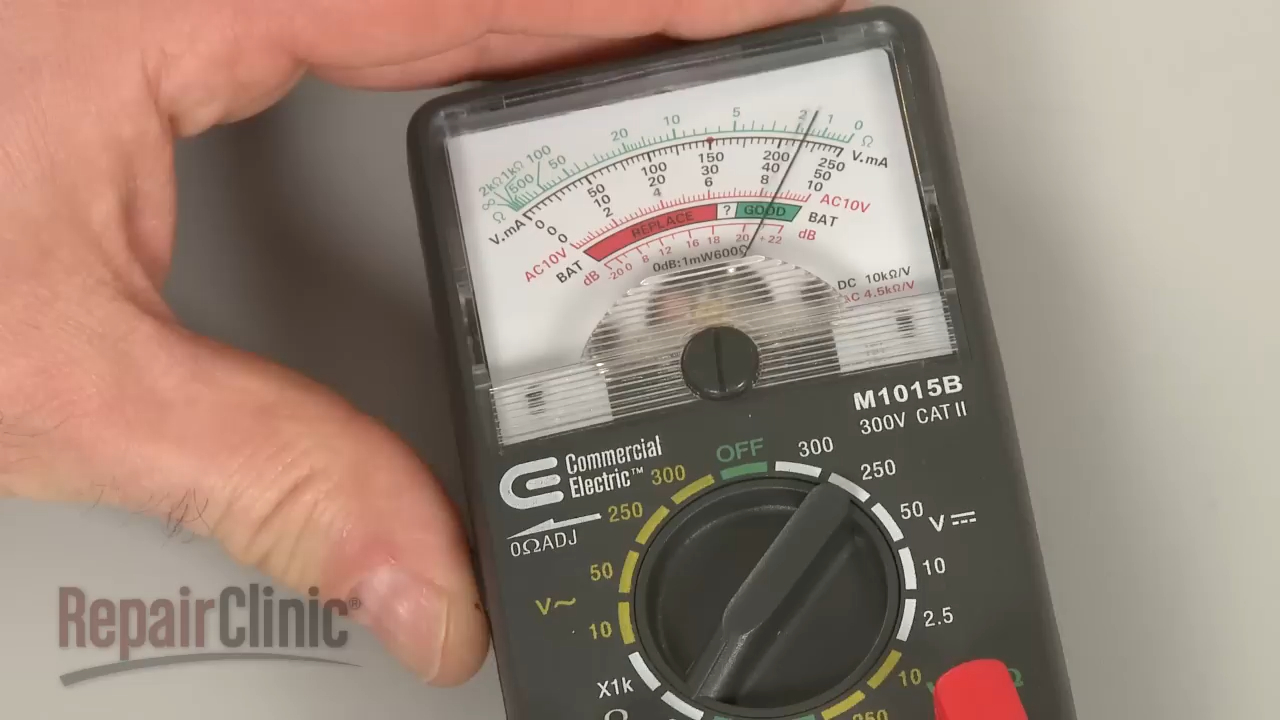 2kΩ 1kΩ 100 50 20 10 5 2 1 0 Ω
∞ 500
Ω
V.mA 0 50 100 150 200 250 V.mA
0 10 20 30 40 50
0 2 4 6 8 10
AC10V AC10V
BAT REPLACE ? GOOD BAT
dB -20 0 8 12 16 18 20 +22 dB
0dB:1mW600Ω
DC 10kΩ/V
AC 4.5kΩ/V
M1015B
300V CAT II
Commercial
Electric™
0ΩADJ
OFF
300
250
50
V
10
2.5
10
250
300
250
50
V~
10
X1k
Ω
Ω
RepairClinic®